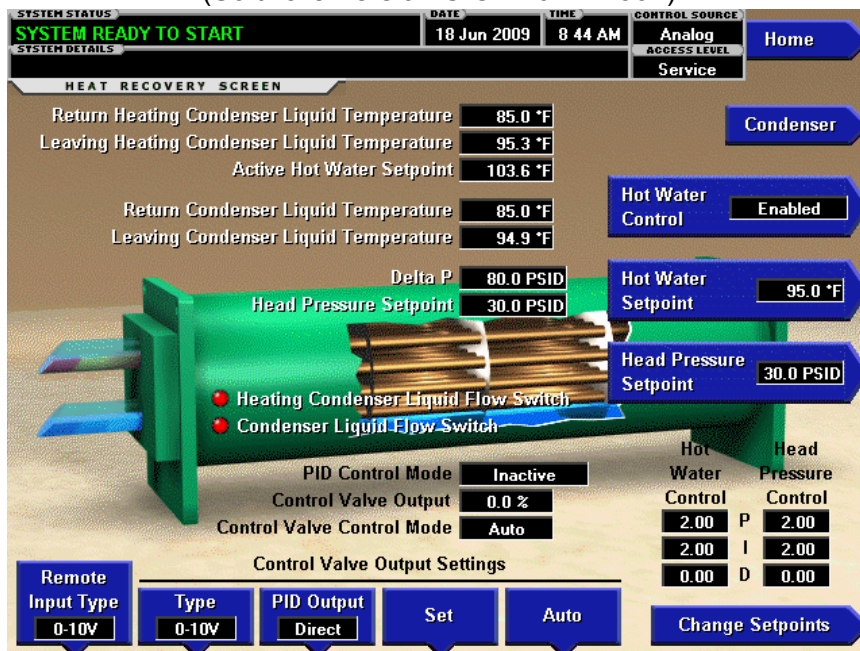 SYSTEM STATUS
SYSTEM READY TO START
DATE
18 Jun 2009
TIME
8 44 AM
CONTROL SOURCE
Analog
ACCESS LEVEL
Service
Home
SYSTEM DETAILS
HEAT RECOVERY SCREEN
Return Heating Condenser Liquid Temperature 85.0 °F
Leaving Heating Condenser Liquid Temperature 95.3 °F
Active Hot Water Setpoint 103.6 °F
Return Condenser Liquid Temperature 85.0 °F
Leaving Condenser Liquid Temperature 94.9 °F
Delta P 80.0 PSID
Head Pressure Setpoint 30.0 PSID
Condenser
Hot Water Control Enabled
Hot Water Setpoint 95.0 °F
Head Pressure Setpoint 30.0 PSID
Heating Condenser Liquid Flow Switch
Condenser Liquid Flow Switch
PID Control Mode Inactive
Control Valve Output 0.0 %
Control Valve Control Mode Auto
Hot Water Control
Head Pressure Control
2.00 P 2.00
2.00 I 2.00
0.00 D 0.00
Control Valve Output Settings
Remote Input Type 0-10V
Type 0-10V
PID Output Direct
Set
Auto
Change Setpoints